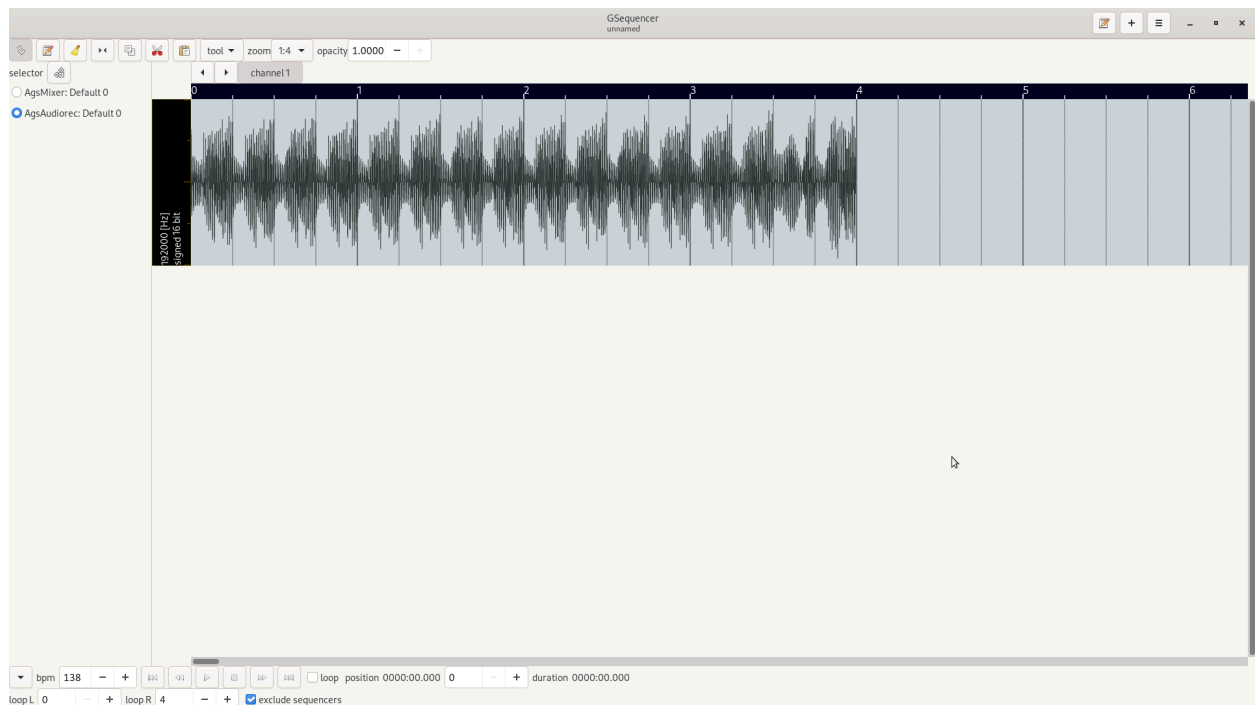 GSequencer
unnamed
tool zoom 1:4 opacity 1.0000 − +
selector
channel 1
AgsMixer: Default 0
AgsAudiorec: Default 0
0 1 2 3 4 5 6
192000 [Hz]
signed 16 bit
bpm 138 − + loop position 0000:00.000 0 − + duration 0000:00.000
loop L 0 − + loop R 4 − + exclude sequencers